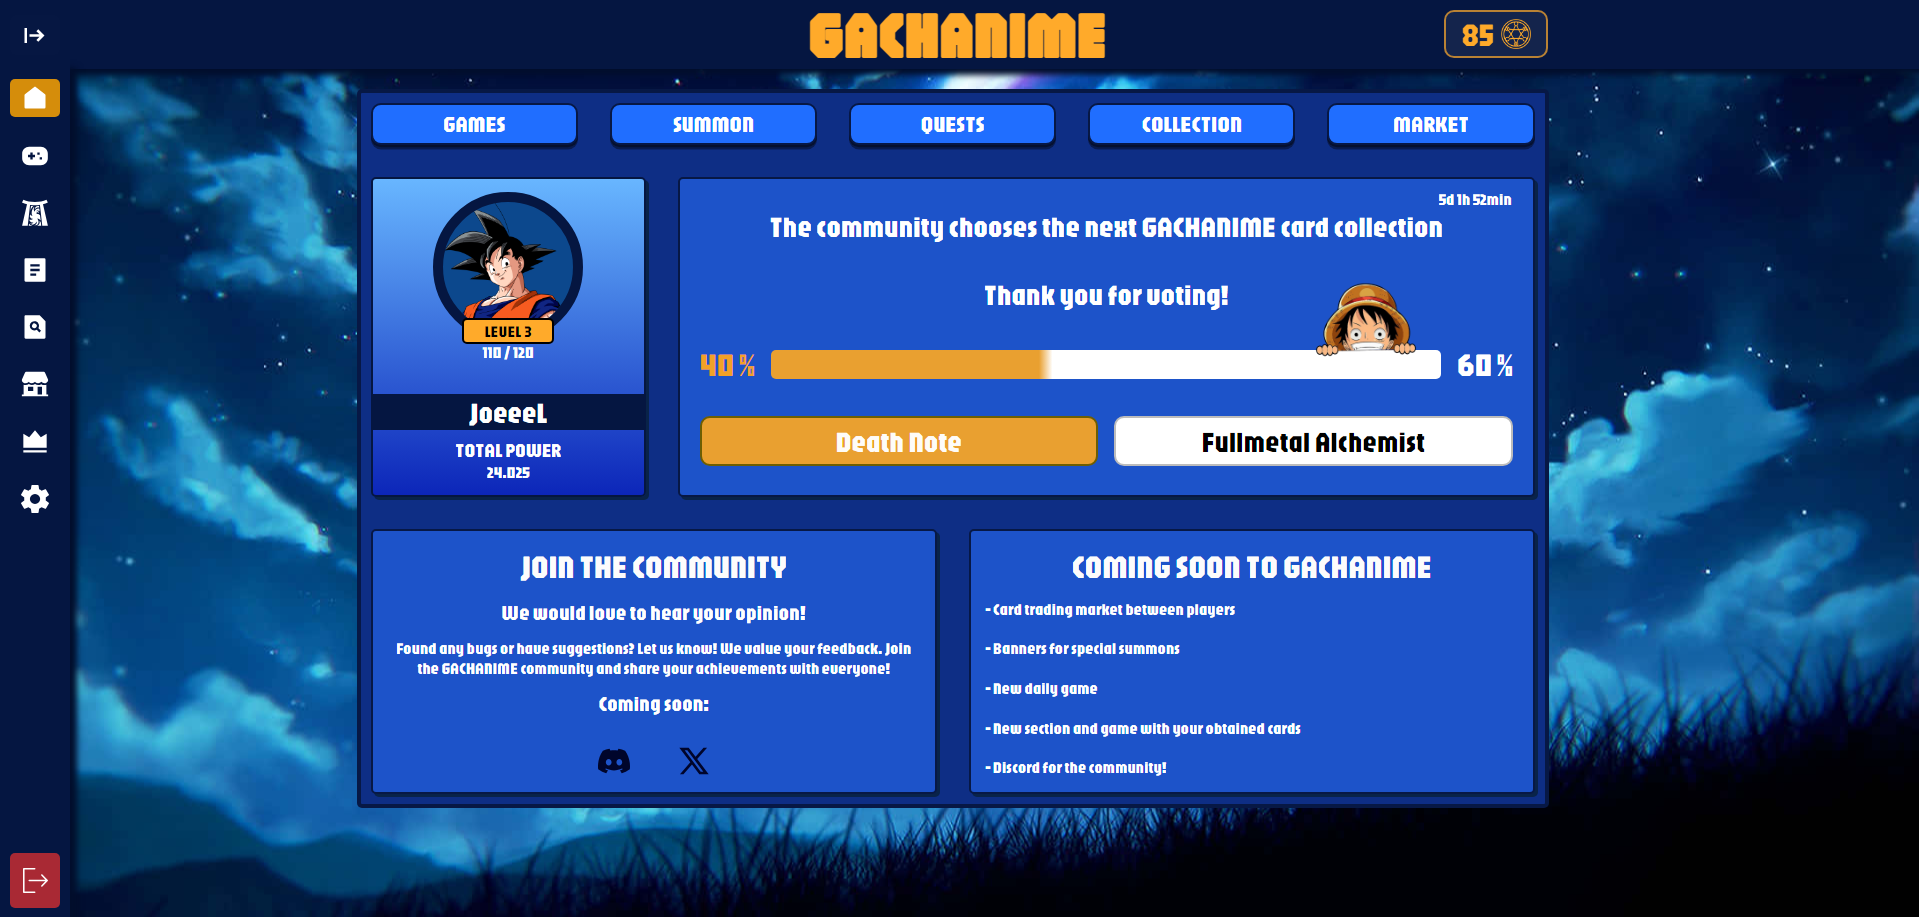 GACHANIME
85
GAMES
SUMMON
QUESTS
COLLECTION
MARKET
LEVEL 3
110 / 120
JoeeeL
TOTAL POWER
24.025
5d 1h 52min
The community chooses the next GACHANIME card collection
Thank you for voting!
40 %
60 %
Death Note
Fullmetal Alchemist
JOIN THE COMMUNITY
We would love to hear your opinion!
Found any bugs or have suggestions? Let us know! We value your feedback. Join
the GACHANIME community and share your achievements with everyone!
Coming soon:
COMING SOON TO GACHANIME
- Card trading market between players
- Banners for special summons
- New daily game
- New section and game with your obtained cards
- Discord for the community!